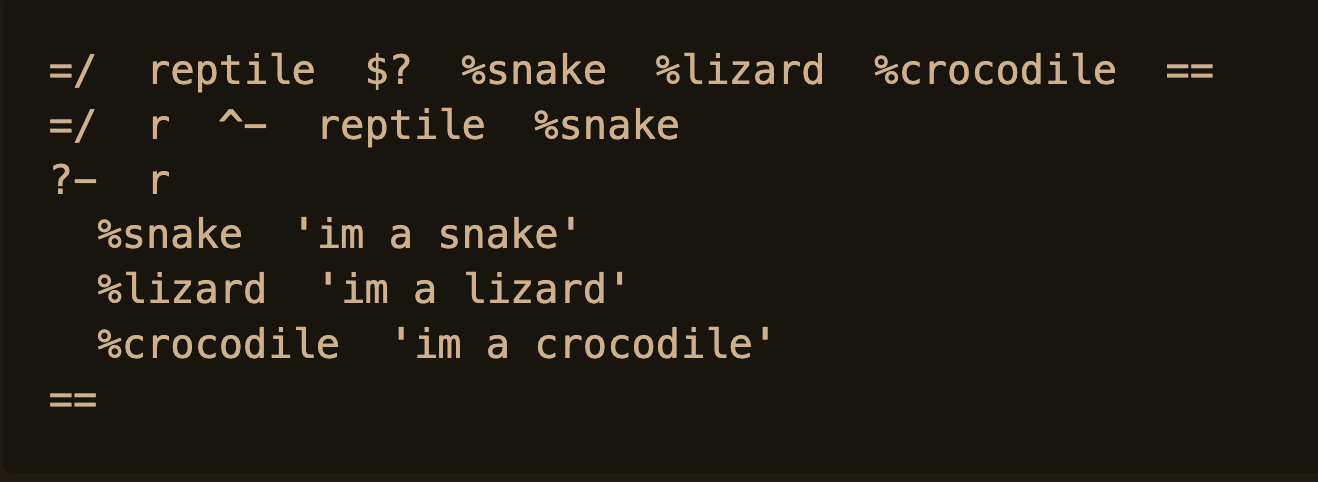 =/  reptile  $?  %snake  %lizard  %crocodile  ==
=/  r  ^-  reptile  %snake
?-  r
  %snake  'im a snake'
  %lizard  'im a lizard'
  %crocodile  'im a crocodile'
==